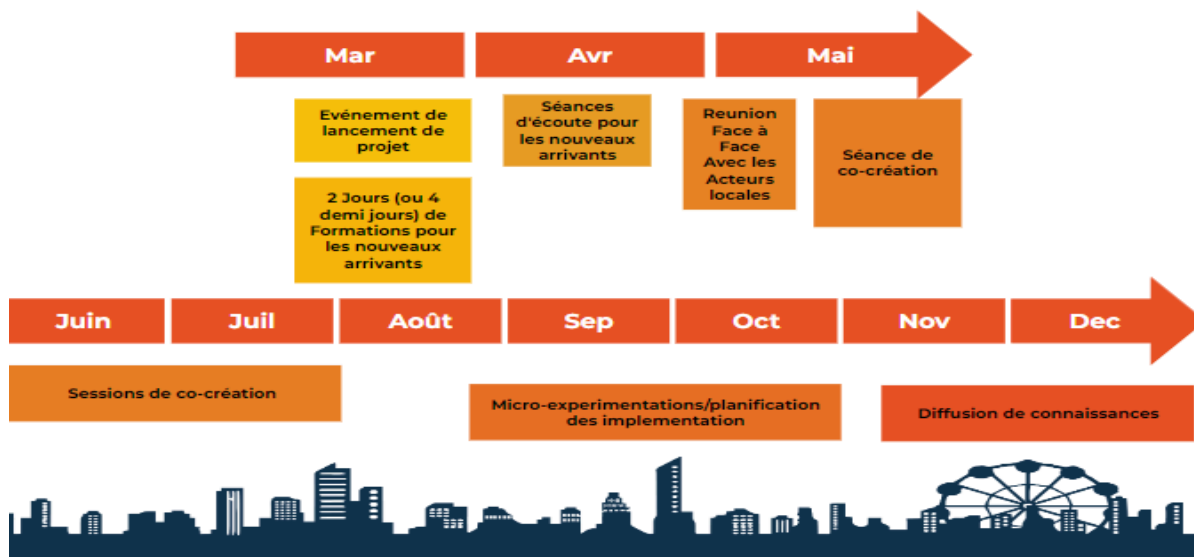 Mar
Avr
Mai
Evénement de
lancement de
projet
2 Jours (ou 4
demi jours) de
Formations pour
les nouveaux
arrivants
Séances
d'écoute pour
les nouveaux
arrivants
Reunion
Face à
Face
Avec les
Acteurs
locales
Séance de
co-création
Juin
Juil
Août
Sep
Oct
Nov
Dec
Sessions de co-création
Micro-experimentations/planification
des implementation
Diffusion de connaissances